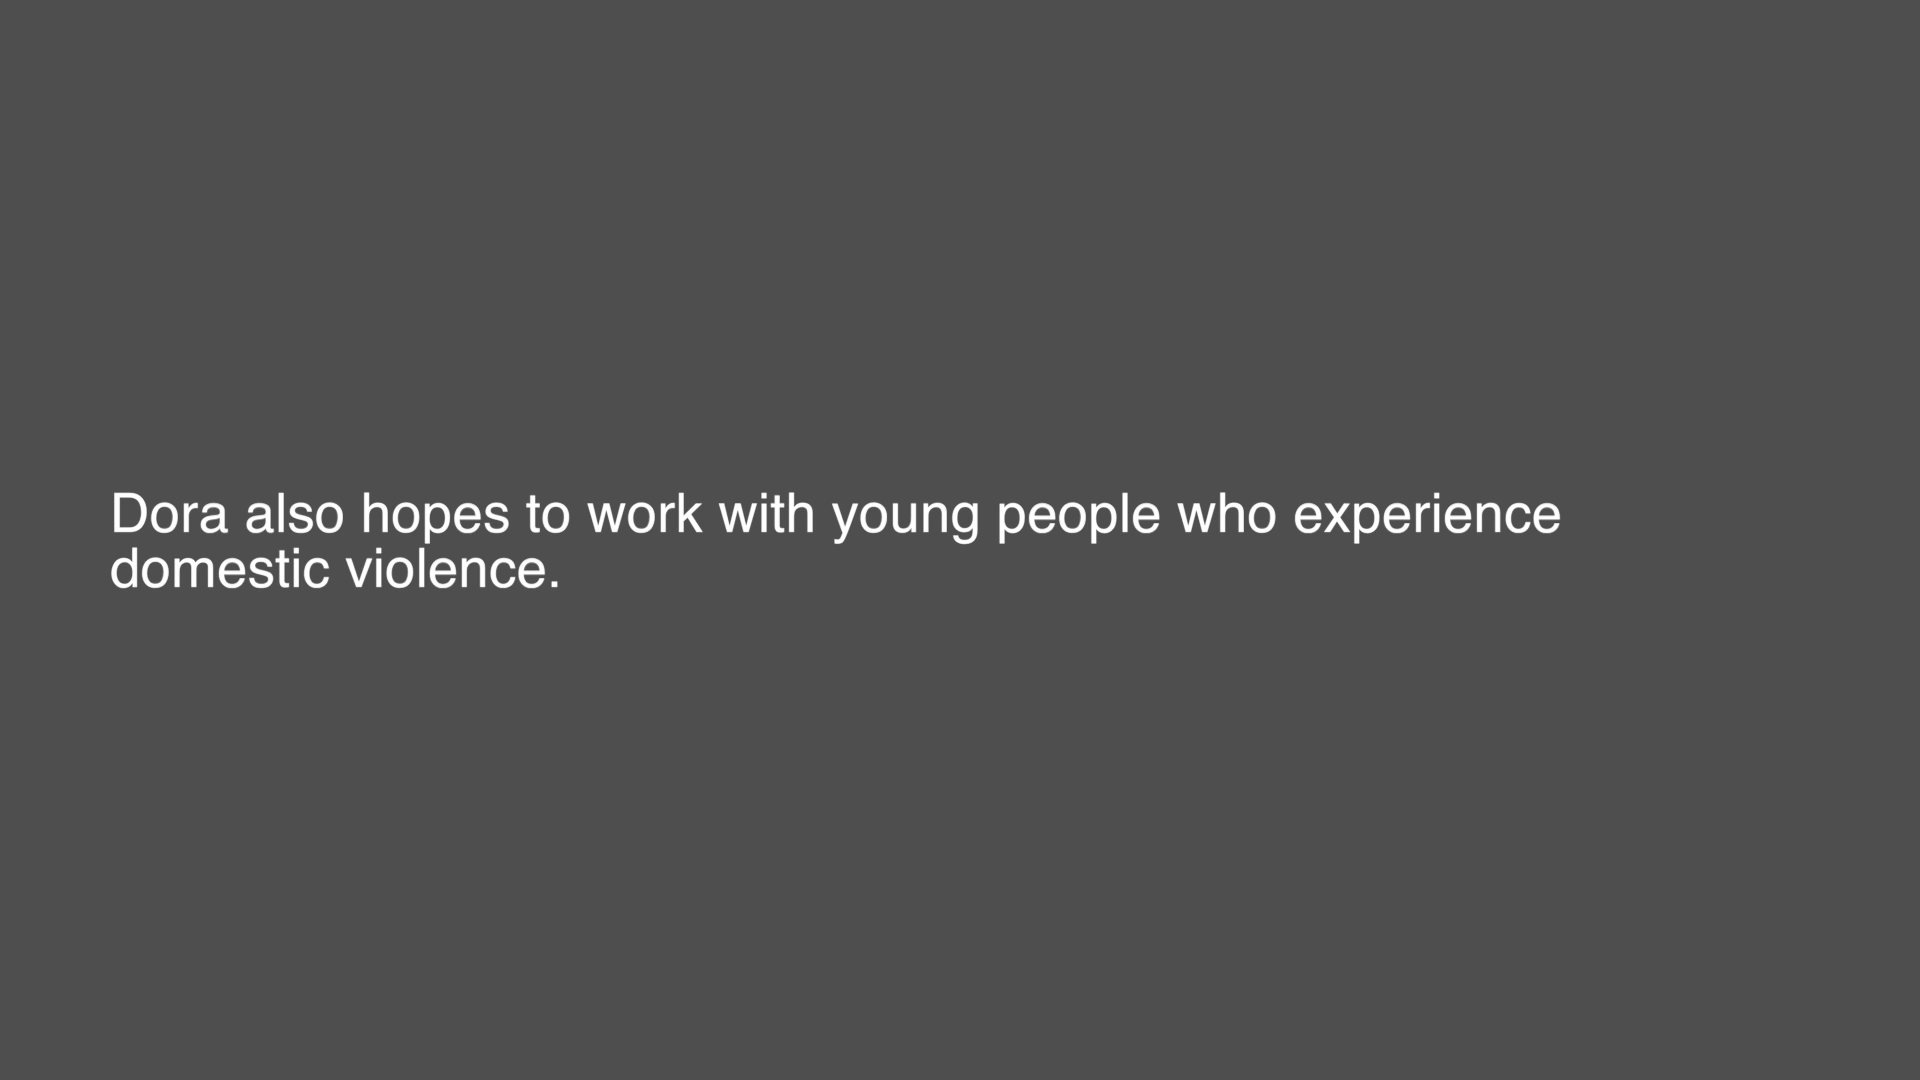 Dora also hopes to work with young people who experience
domestic violence.